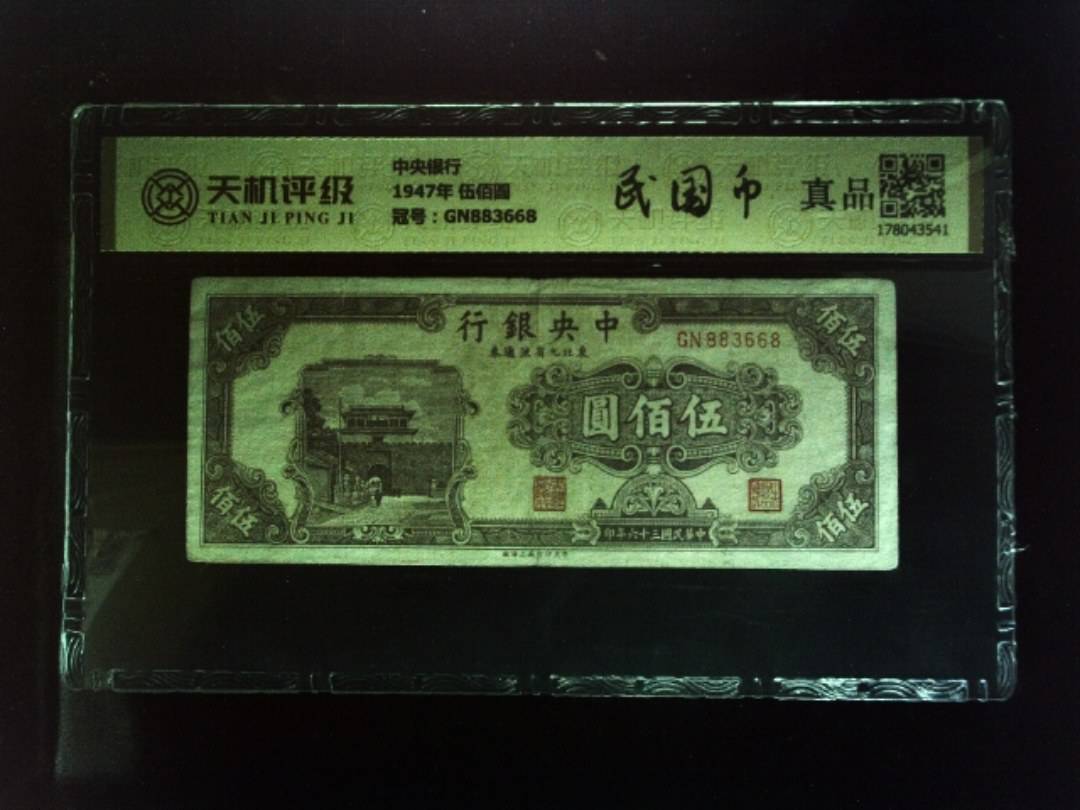 天机评级
TIAN JI PING JI
中央银行
1947年 伍佰圓
冠号：GN883668
民国币
真品
178043541
行銀央中
券通流省九北東
GN883668
佰伍
佰伍
圓佰伍
佰伍
佰伍
印年六十三國民華中